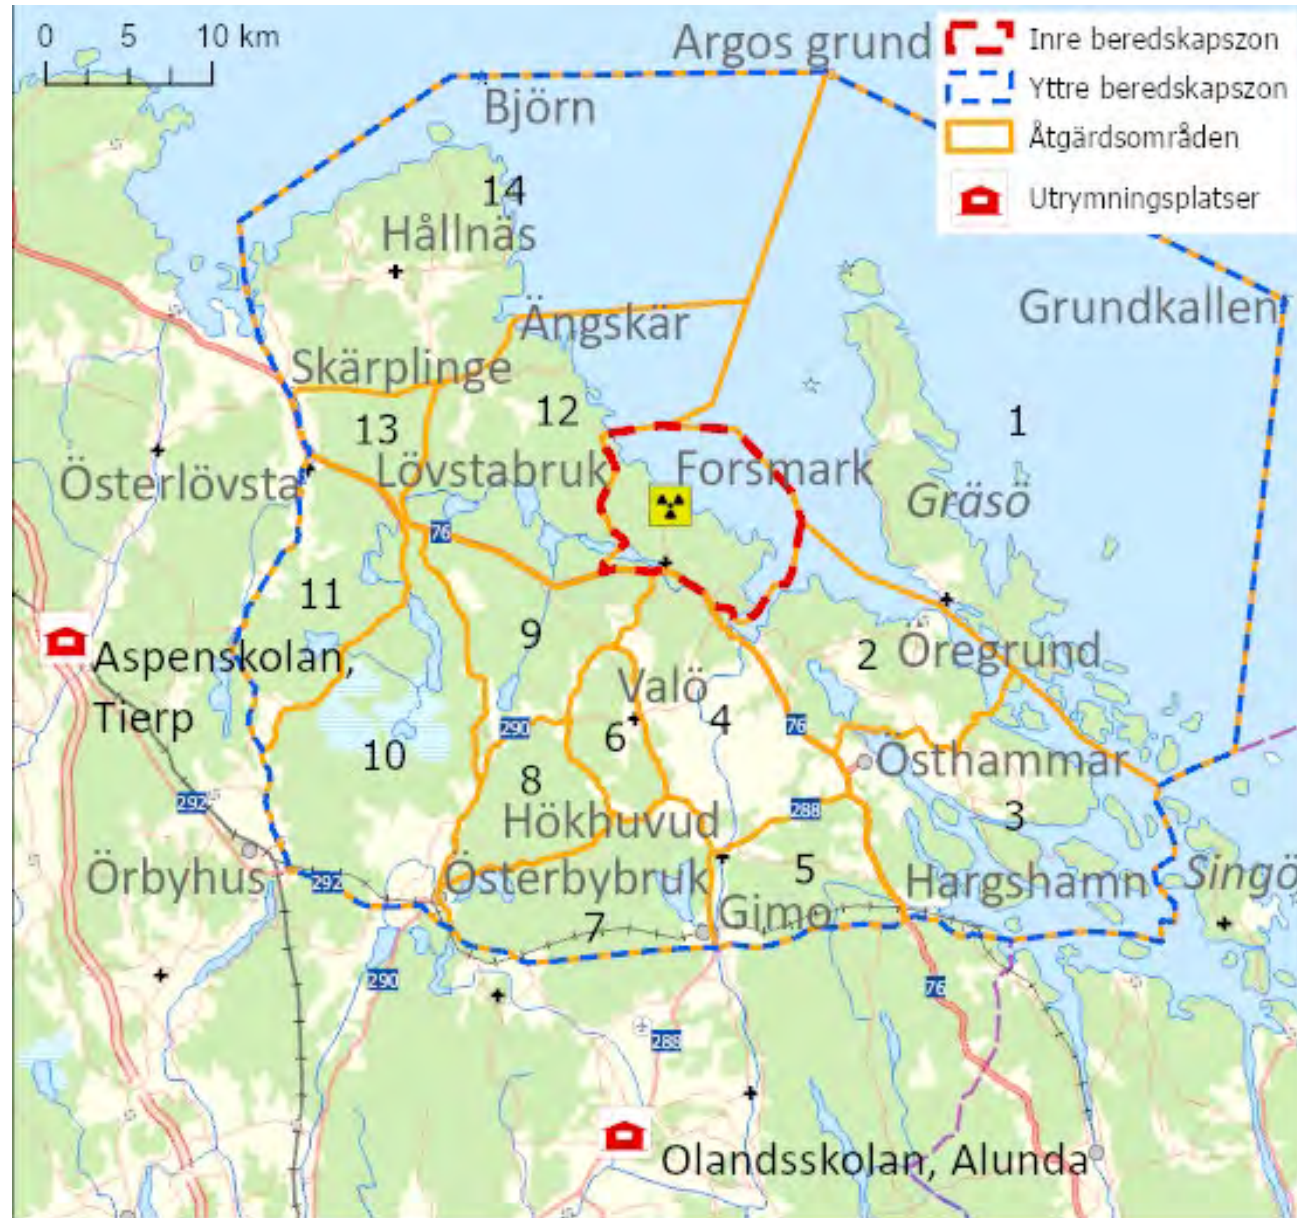 0 5 10 km
Argos grund
Inre beredskapszon
Yttre beredskapszon
Åtgärdsområden
Utrymningsplatser
Björn
14
Hållnäs
Grundkallen
Ängskär
Skärplinge
12
1
13
Lövstabruk
Forsmark
Österlövsta
Gräsö
76
11
9
2
Öregrund
Aspenskolan,
Tierp
Valö
4
290
76
6
10
Östhammar
8
292
288
3
Hökhuvud
5
Örbyhus
292
Österbybruk
Hargshamn
Singö
Gimo
7
290
76
288
Olandsskolan, Alunda